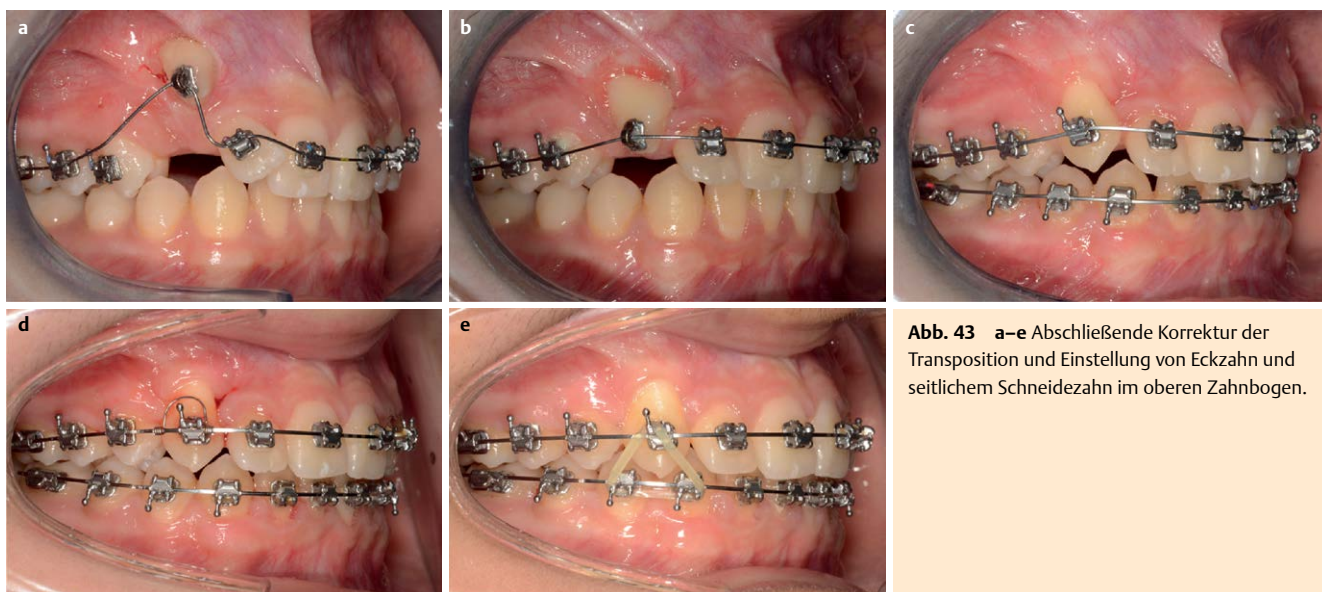 a
b
c
d
e
Abb. 43 a–e Abschließende Korrektur der
Transposition und Einstellung von Eckzahn und
seitlichem Schneidezahn im oberen Zahnbogen.